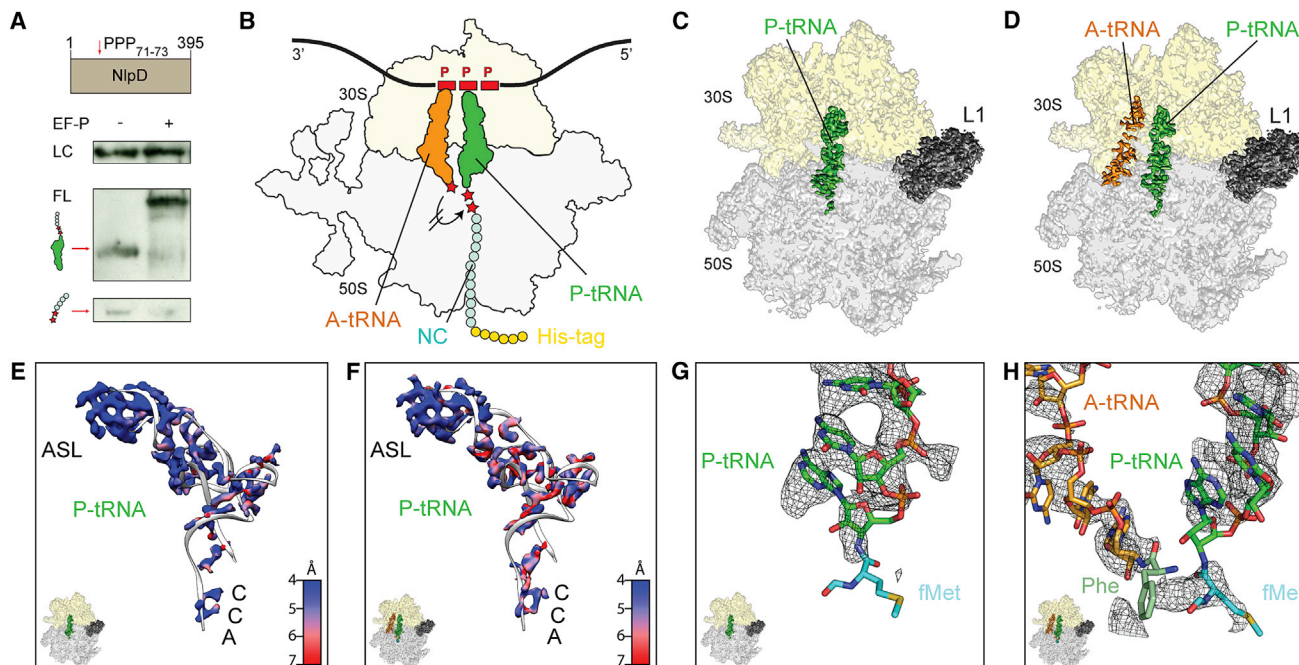 A
1 PPP71-73 395
NlpD
EF-P - +
LC
FL
B
3' 5'
P P P
30S
50S
A-tRNA
P-tRNA
NC
His-tag
C
P-tRNA
30S
50S
L1
D
A-tRNA
P-tRNA
30S
50S
L1
E
ASL
P-tRNA
C
C
A
Å
4
5
6
7
F
ASL
P-tRNA
C
C
A
Å
4
5
6
7
G
P-tRNA
fMet
H
A-tRNA
P-tRNA
Phe
fMe